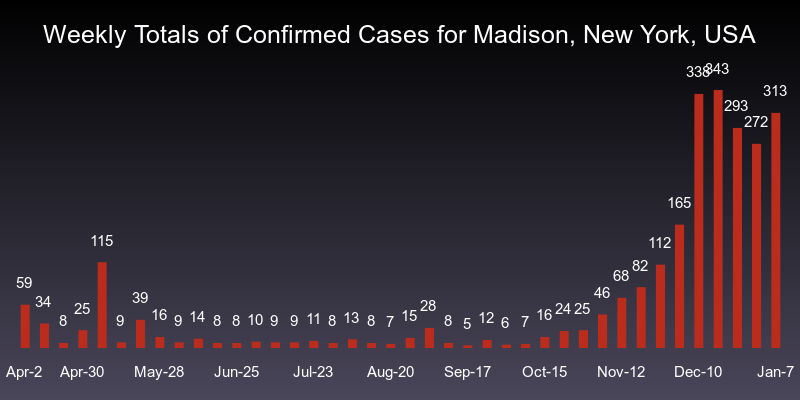 Weekly Totals of Confirmed Cases for Madison, New York, USA
59 34 8 25 115 9 39 16 9 14 8 8 10 9 9 11 8 13 8 7 15 28 8 5 12 6 7 16 24 25 46 68 82 112 165 338 343 293 272 313
Apr-2 Apr-30 May-28 Jun-25 Jul-23 Aug-20 Sep-17 Oct-15 Nov-12 Dec-10 Jan-7